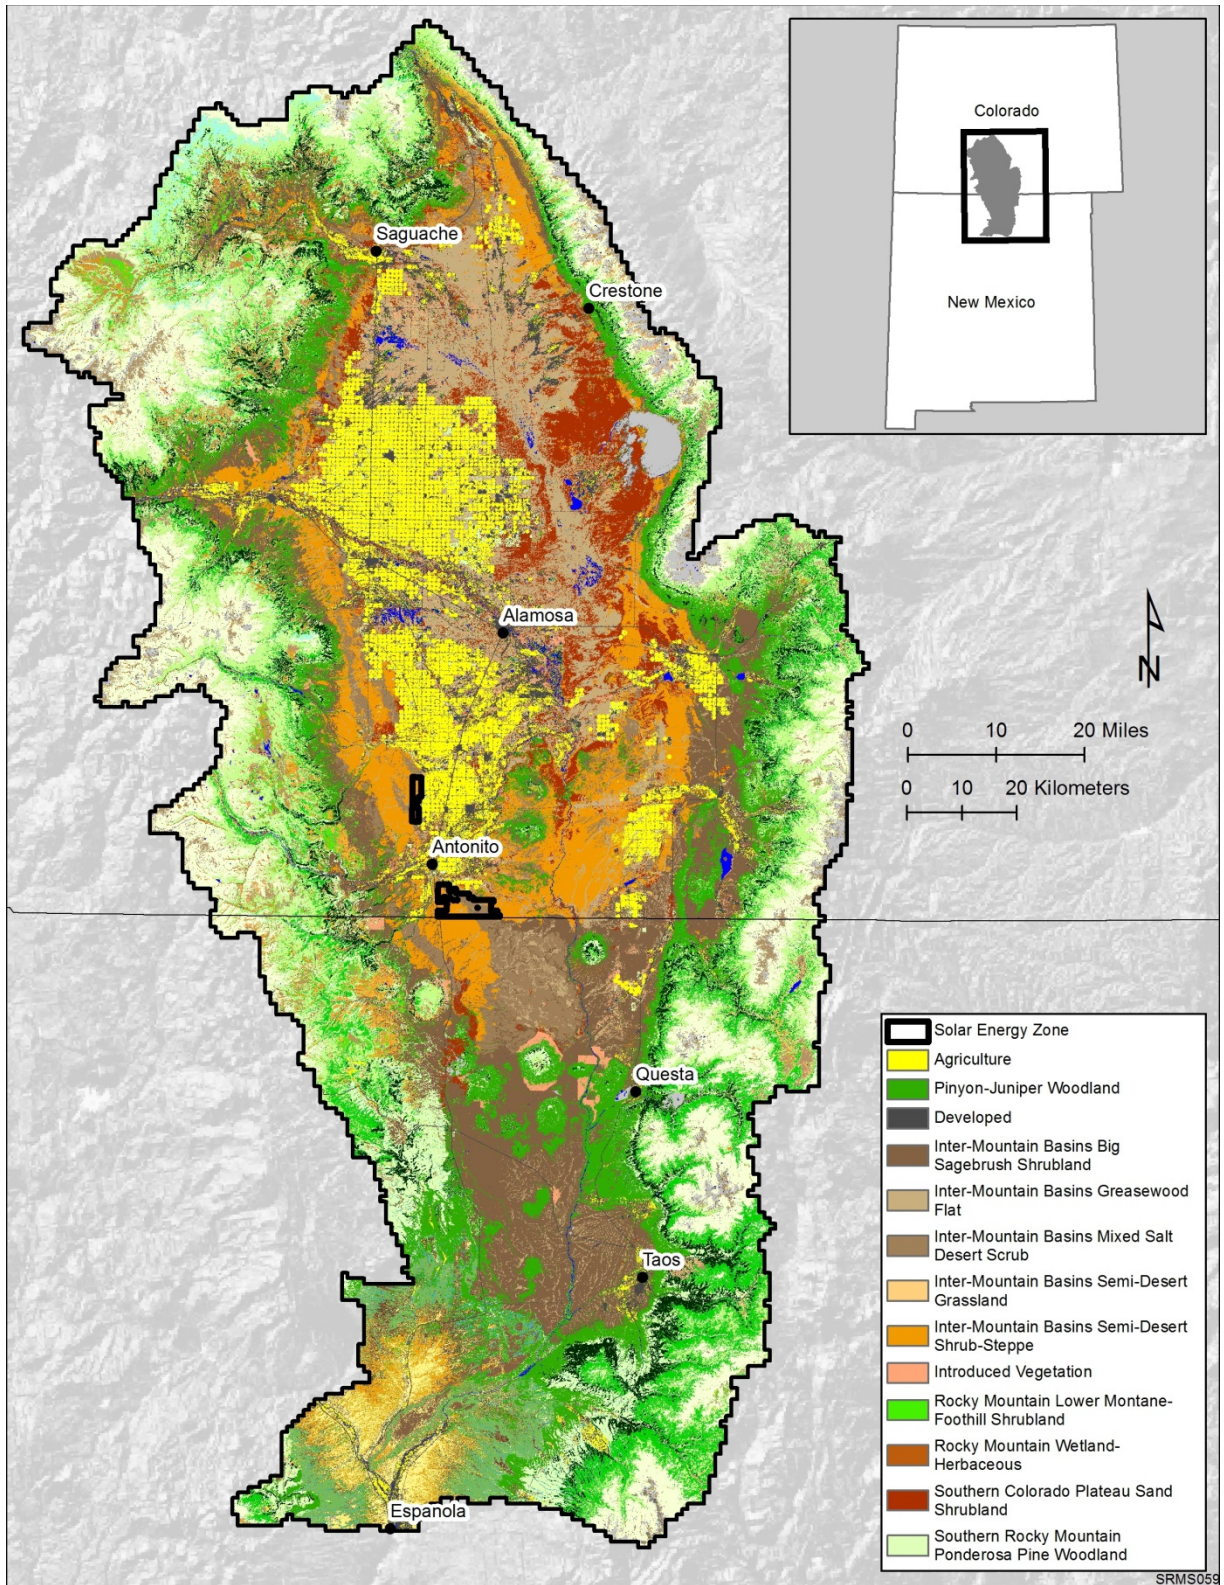 Colorado
New Mexico
Saguache
Crestone
Alamosa
N
0 10 20 Miles
0 10 20 Kilometers
Antonito
Questa
Taos
Espanola
Solar Energy Zone
Agriculture
Pinyon-Juniper Woodland
Developed
Inter-Mountain Basins Big
Sagebrush Shrubland
Inter-Mountain Basins Greasewood
Flat
Inter-Mountain Basins Mixed Salt
Desert Scrub
Inter-Mountain Basins Semi-Desert
Grassland
Inter-Mountain Basins Semi-Desert
Shrub-Steppe
Introduced Vegetation
Rocky Mountain Lower Montane-
Foothill Shrubland
Rocky Mountain Wetland-
Herbaceous
Southern Colorado Plateau Sand
Shrubland
Southern Rocky Mountain
Ponderosa Pine Woodland
SRMS059